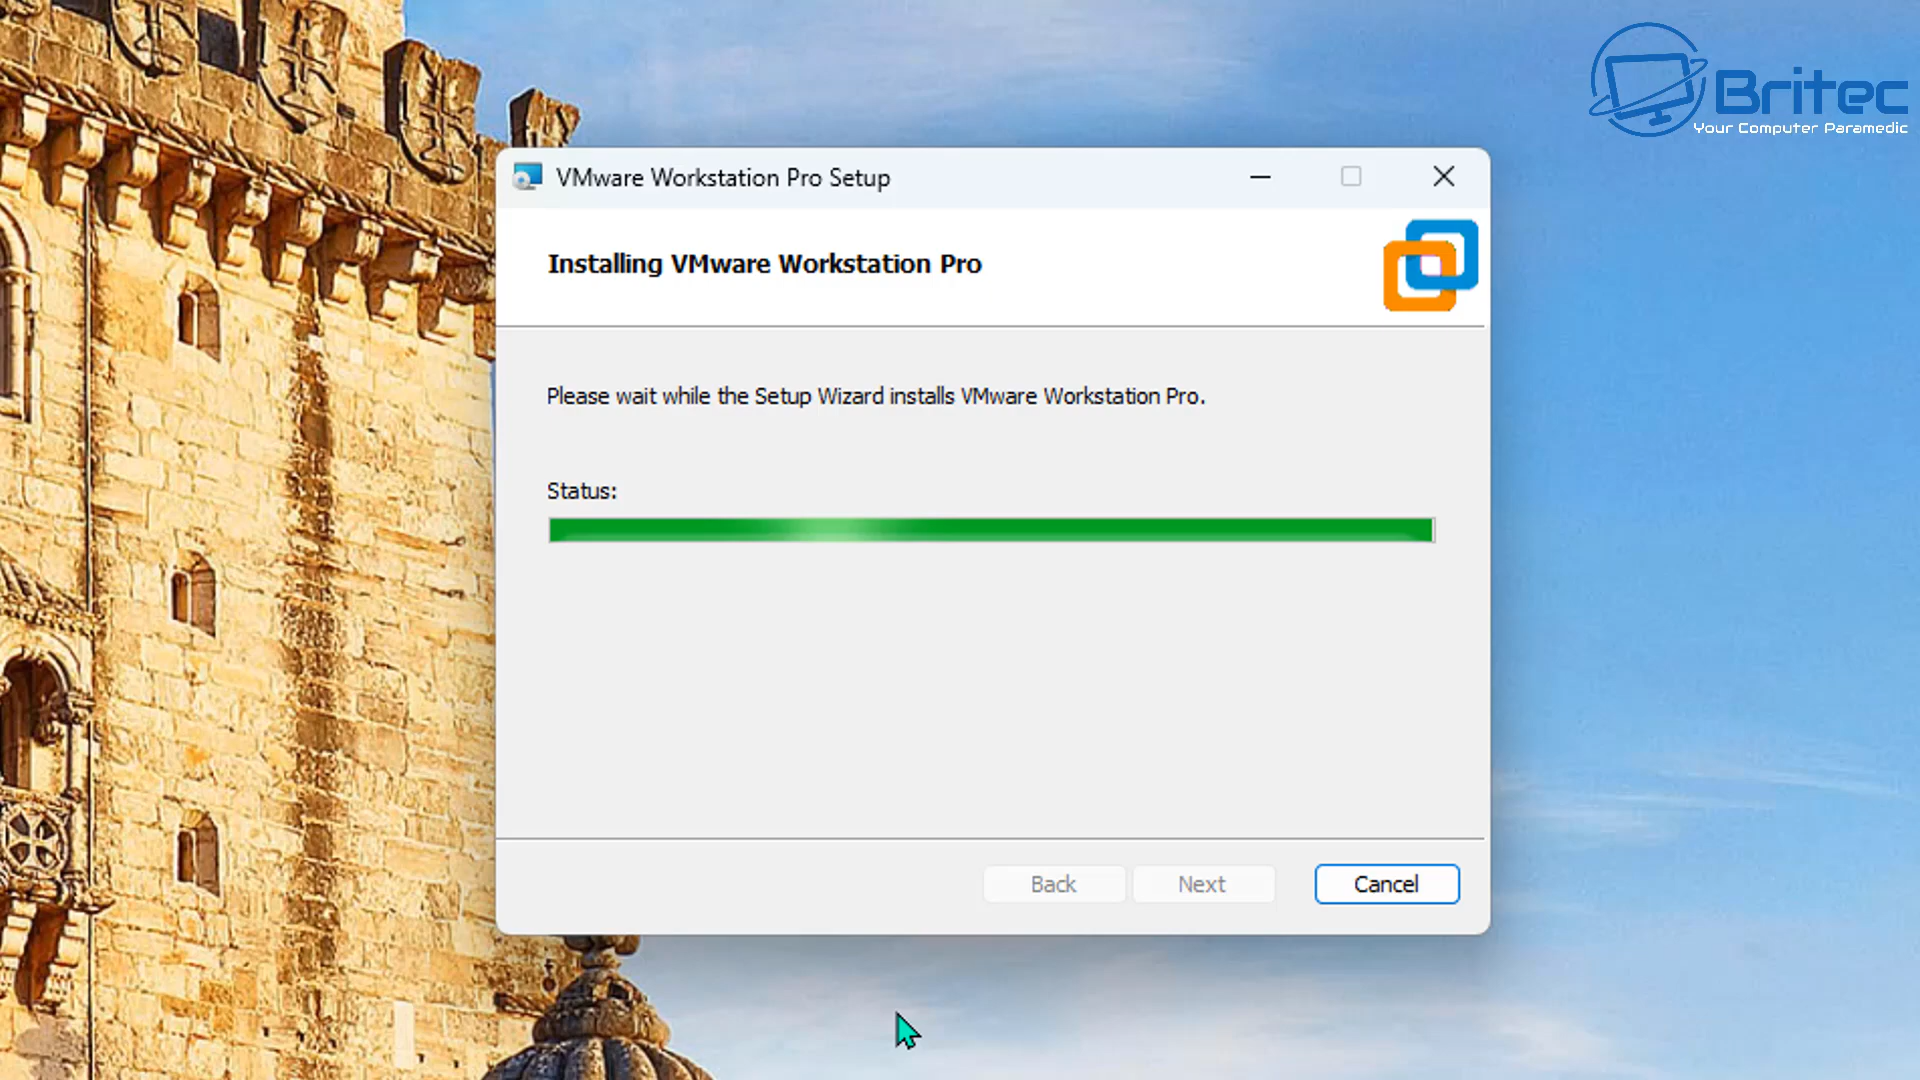 Britec
Your Computer Paramedic
VMware Workstation Pro Setup
Installing VMware Workstation Pro
Please wait while the Setup Wizard installs VMware Workstation Pro.
Status:
Back
Next
Cancel